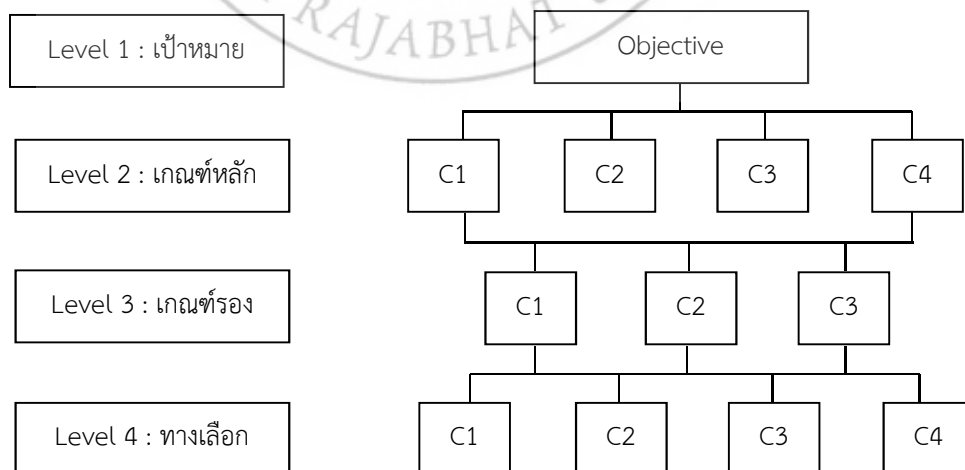 RAJABHAT
Level 1 : เป้าหมาย
Objective
Level 2 : เกณฑ์หลัก
C1 C2 C3 C4
Level 3 : เกณฑ์รอง
C1 C2 C3
Level 4 : ทางเลือก
C1 C2 C3 C4